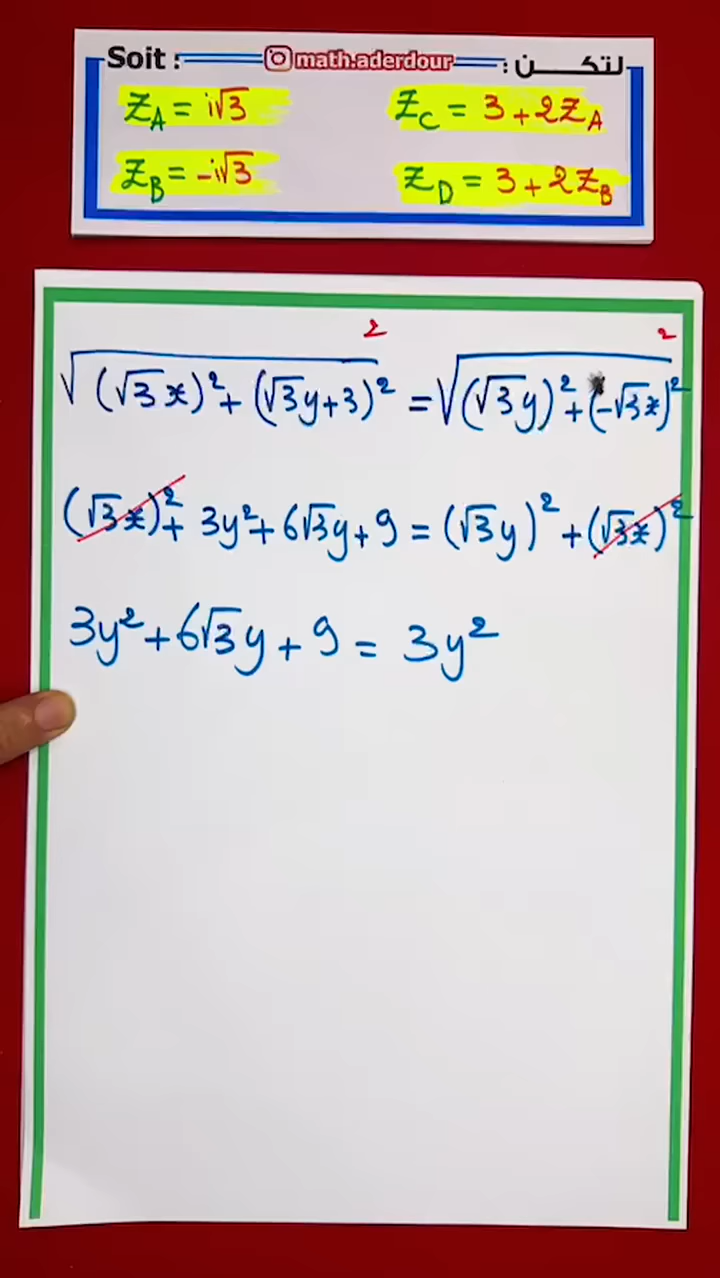 Soit : math.aderdour لتكن :
Z_A = i√3 Z_C = 3 + 2Z_A
Z_B = -i√3 Z_D = 3 + 2Z_B
2 2
√((√3x)² + (√3y+3)²) = √((√3y)² + (-√3x)²)
(√3x)² + 3y² + 6√3y + 9 = (√3y)² + (√3x)²
3y² + 6√3y + 9 = 3y²